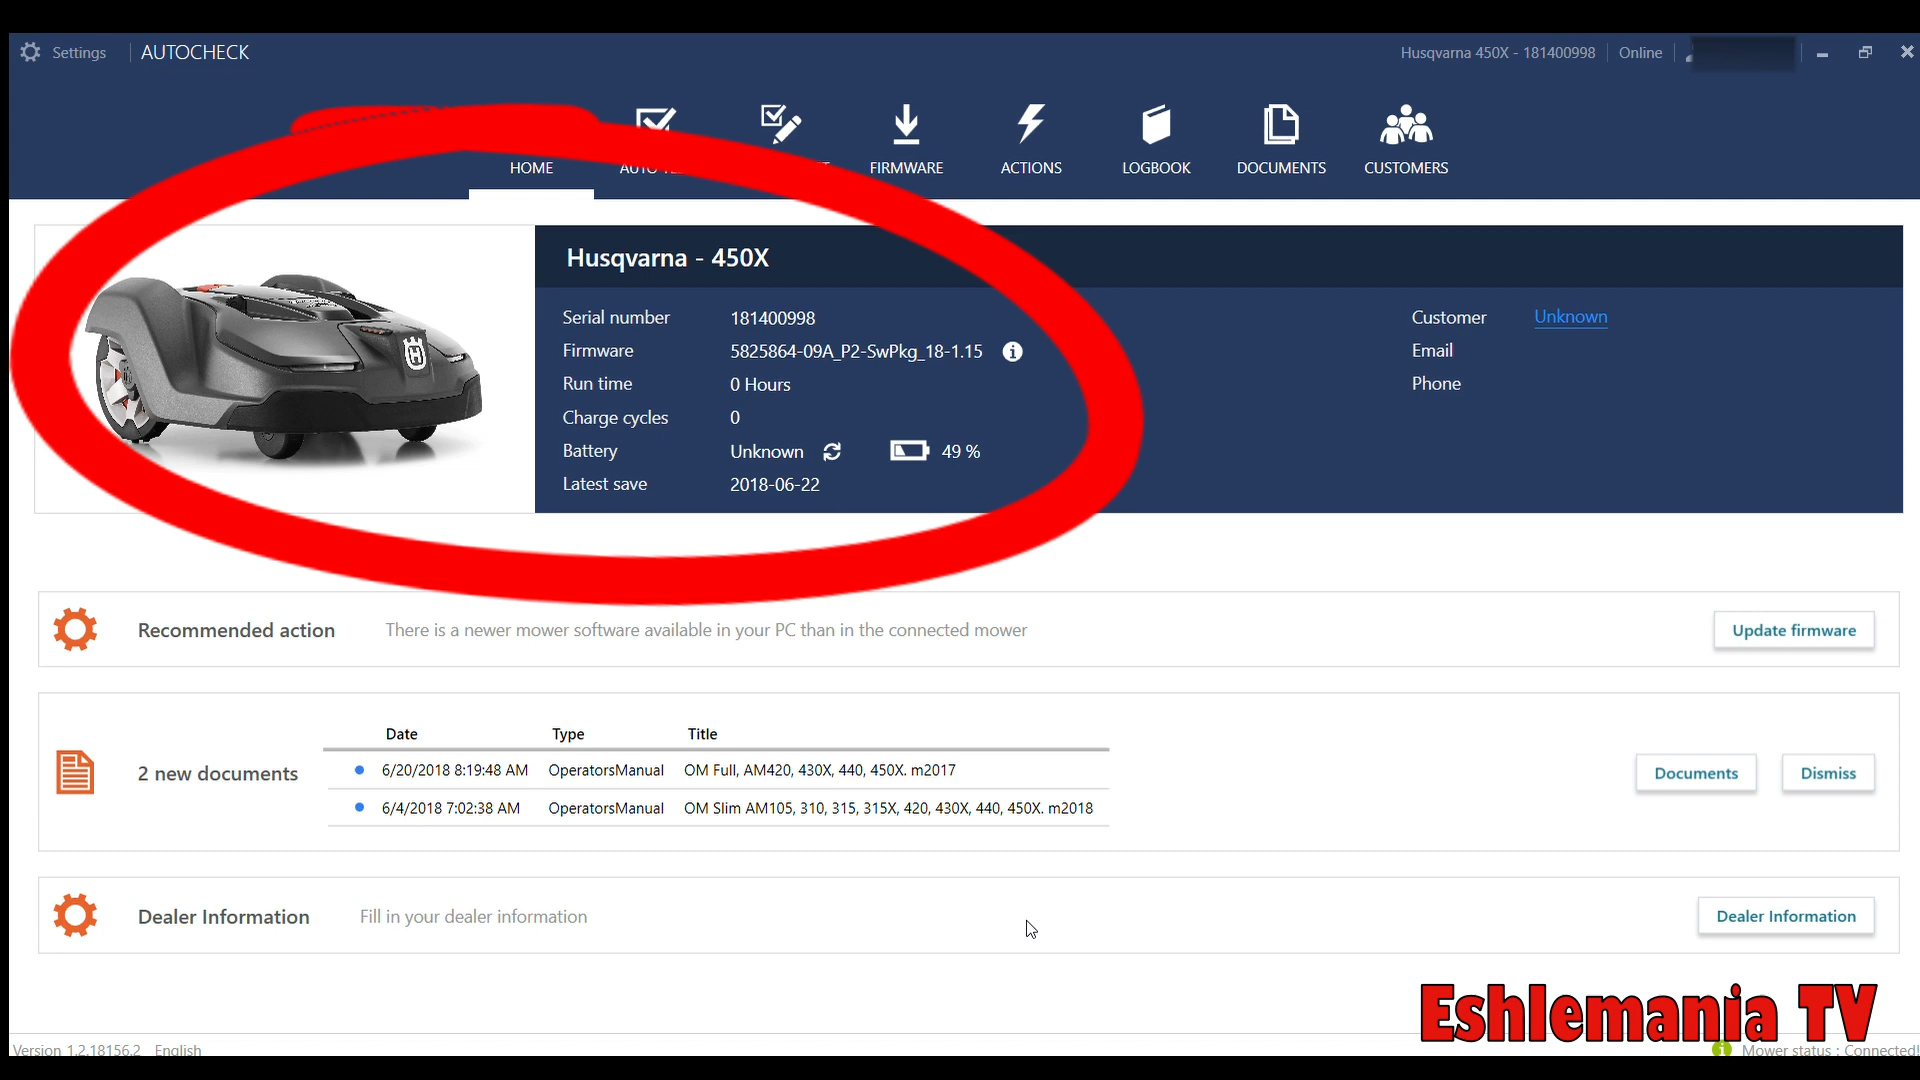 Settings AUTOCHECK Husqvarna 450X - 181400998 Online
HOME FIRMWARE ACTIONS LOGBOOK DOCUMENTS CUSTOMERS
Husqvarna - 450X
Serial number 181400998
Firmware 5825864-09A_P2-SwPkg_18-1.15
Run time 0 Hours
Charge cycles 0
Battery Unknown 49 %
Latest save 2018-06-22
Customer Unknown
Email
Phone
Recommended action There is a newer mower software available in your PC than in the connected mower Update firmware
Date Type Title
2 new documents
6/20/2018 8:19:48 AM OperatorsManual OM Full, AM420, 430X, 440, 450X. m2017
6/4/2018 7:02:38 AM OperatorsManual OM Slim AM105, 310, 315, 315X, 420, 430X, 440, 450X. m2018
Documents Dismiss
Dealer Information Fill in your dealer information Dealer Information
Eshlemania TV
Version 1.2.18156.2 English Mower status : Connected!